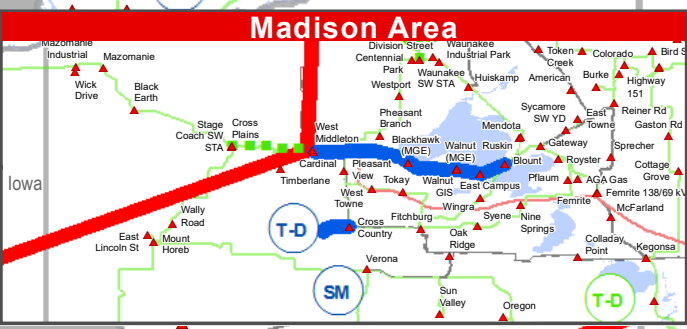 Madison Area
Mazomanie
Industrial
Mazomanie
Wick
Drive
Black
Earth
Stage
Coach SW
STA
Cross
Plains
Division Street
Centennial
Park
Westport
Waunakee
Industrial Park
Waunakee
SW STA
Huiskamp
Token
Creek
American
Colorado
Burke
Bird S
Highway
151
Sycamore
SW YD
East
Towne
Reiner Rd
Gaston Rd
Pheasant
Branch
West
Middleton
Cardinal
Timberlane
Pleasant
View
Blackhawk
(MGE)
Walnut
(MGE)
Mendota
Ruskin
Blount
Gateway
Royster
Sprecher
Cottage
Grove
Pflaum
AGA Gas
Femrite 138/69 kV
Femrite
McFarland
Tokay
Walnut
GIS
East Campus
Wingra
West
Towne
Iowa
Wally
Road
East
Lincoln St
Mount
Horeb
T-D
Cross
Country
Fitchburg
Syene
Nine
Springs
Oak
Ridge
Colladay
Point
Kegonsa
Verona
SM
Sun
Valley
Oregon
T-D